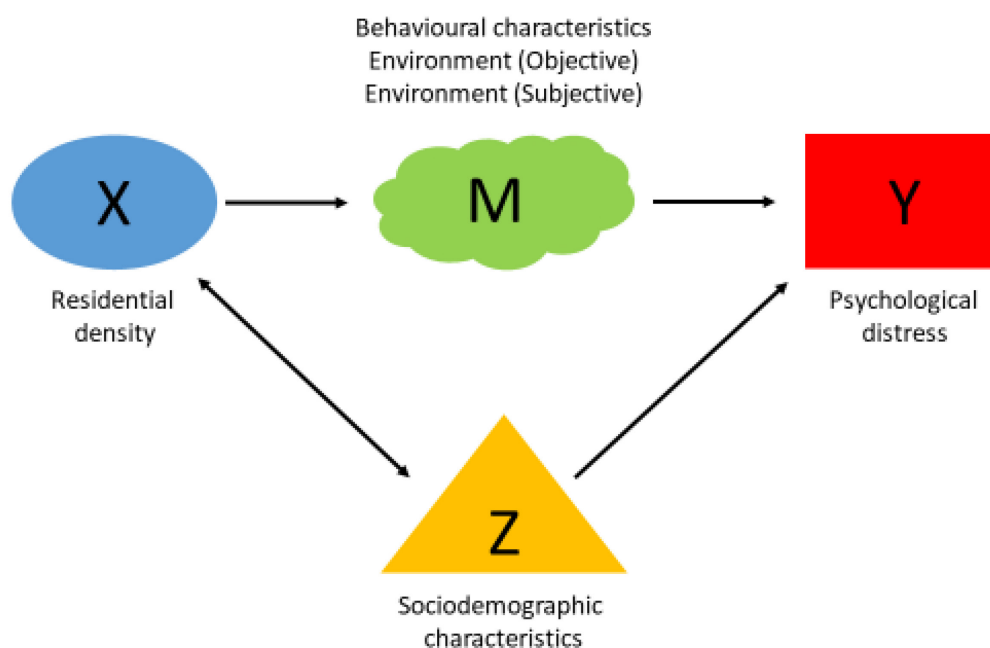 Behavioural characteristics
Environment (Objective)
Environment (Subjective)
X
M
Y
Residential
density
Psychological
distress
Z
Sociodemographic
characteristics